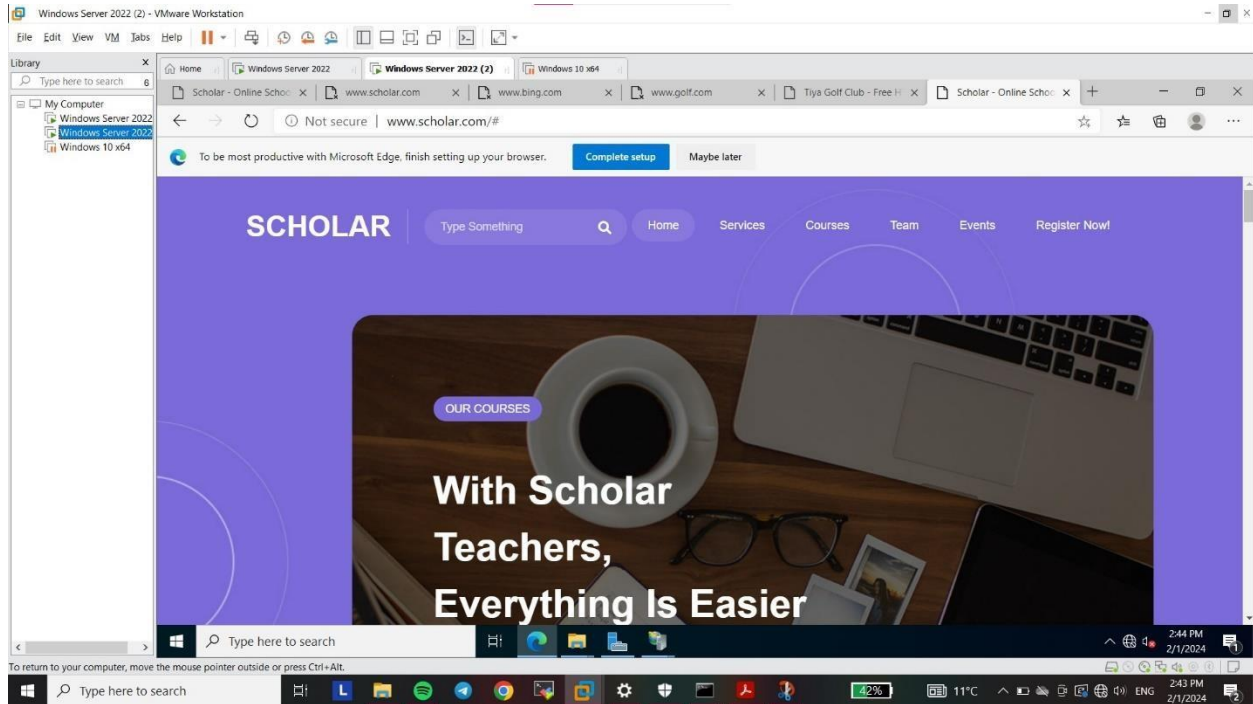 Windows Server 2022 (2) - VMware Workstation
File Edit View VM Tabs Help
Library
Type here to search
My Computer
Windows Server 2022
Windows Server 2022
Windows 10 x64
Home Windows Server 2022 Windows Server 2022 (2) Windows 10 x64
Scholar - Online Schoo www.scholar.com www.bing.com www.golf.com Tiya Golf Club - Free H Scholar - Online Schoo
Not secure | www.scholar.com/#
To be most productive with Microsoft Edge, finish setting up your browser. Complete setup Maybe later
SCHOLAR Type Something Home Services Courses Team Events Register Now!
OUR COURSES
With Scholar
Teachers,
Everything Is Easier
Type here to search
2:44 PM
2/1/2024
To return to your computer, move the mouse pointer outside or press Ctrl+Alt.
Type here to search L 42% 11°C ENG
2:43 PM
2/1/2024
2